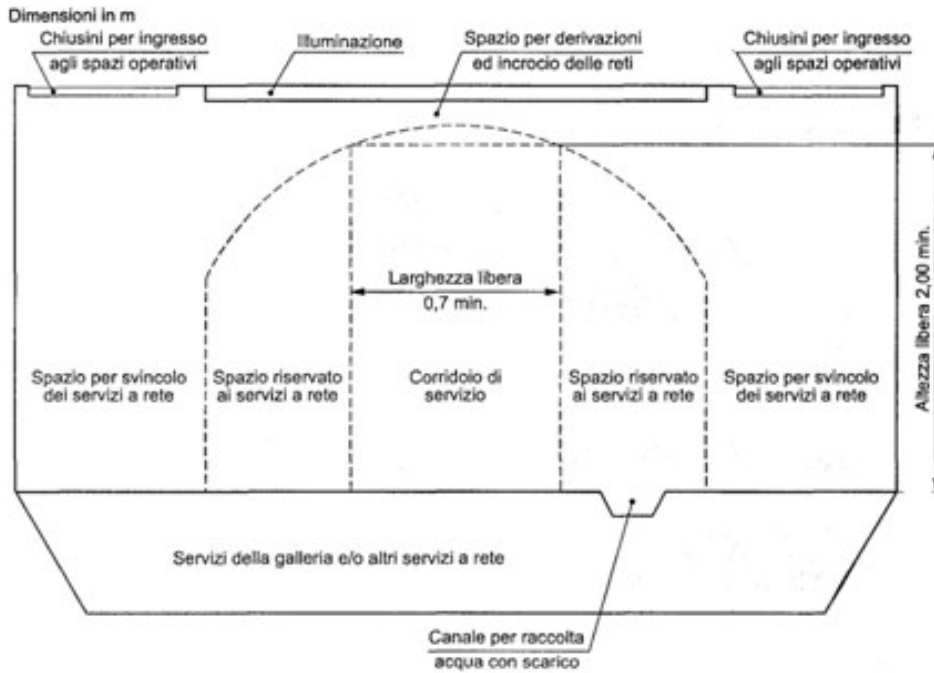 Dimensioni in m
Chiusini per ingresso
agli spazi operativi
Illuminazione
Spazio per derivazioni
ed incrocio delle reti
Chiusini per ingresso
agli spazi operativi
Larghezza libera
0,7 min.
Altezza libera 2,00 min.
Spazio per svincolo
dei servizi a rete
Spazio riservato
ai servizi a rete
Corridoio di
servizio
Spazio riservato
ai servizi a rete
Spazio per svincolo
dei servizi a rete
Servizi della galleria e/o altri servizi a rete
Canale per raccolta
acqua con scarico